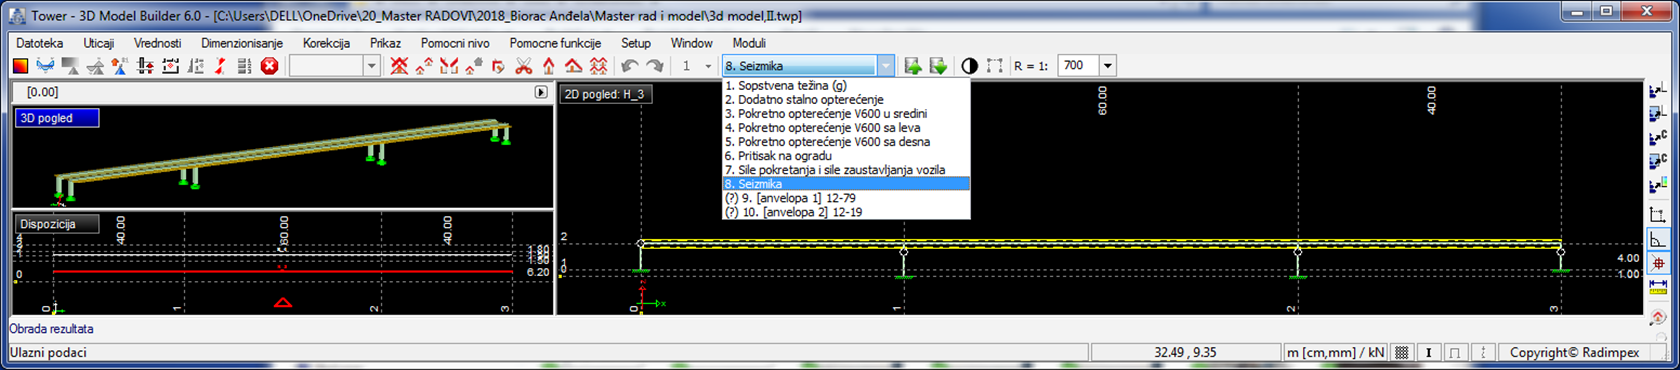 Tower - 3D Model Builder 6.0 - [C:\Users\DELL\OneDrive\20_Master RADOVI\2018_Biorac Anđela\Master rad i model\3d model,II.twp]
Datoteka Uticaji Vrednosti Dimenzionisanje Korekcija Prikaz Pomocni nivo Pomocne funkcije Setup Window Moduli
1 8. Seizmika R = 1: 700
[0.00]
3D pogled
2D pogled: H_3
1. Sopstvena težina (g)
2. Dodatno stalno opterećenje
3. Pokretno opterećenje V600 u sredini
4. Pokretno opterećenje V600 sa leva
5. Pokretno opterećenje V600 sa desna
6. Pritisak na ogradu
7. Sile pokretanja i sile zaustavljanja vozila
8. Seizmika
(?) 9. [anvelopa 1] 12-79
(?) 10. [anvelopa 2] 12-19
60.00
40.00
Dispozicija
40.00
60.00
40.00
1.80
6.20
0
0
1
2
3
2
1
0
4.00
1.00
x
0
1
2
3
Obrada rezultata
Ulazni podaci 32.49 , 9.35 m [cm,mm] / kN Copyright© Radimpex